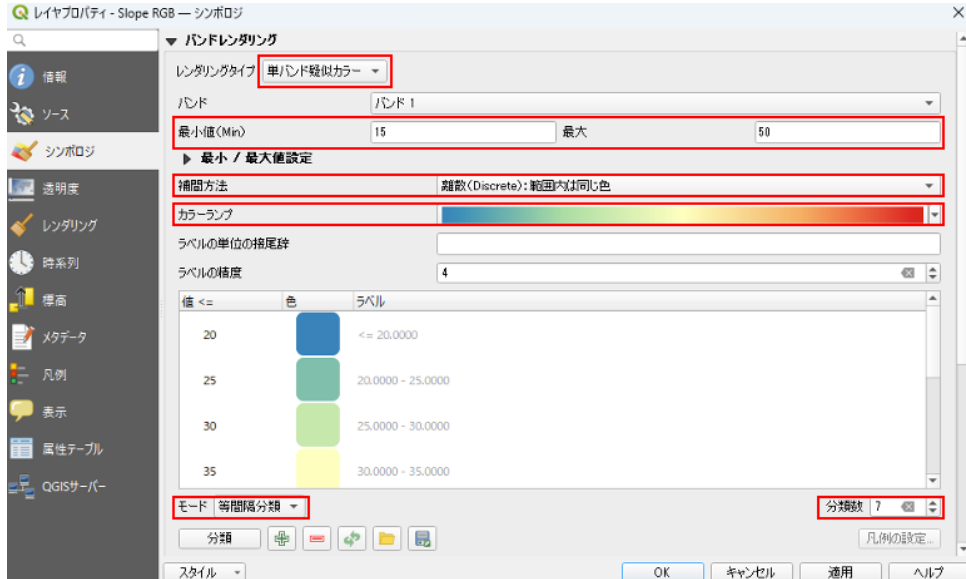 レイヤプロパティ - Slope RGB — シンボロジ
バンドレンダリング
情報
レンダリングタイプ 単バンド疑似カラー
ソース
バンド バンド 1
シンボロジ
最小値(Min) 15 最大 50
最小 / 最大値設定
透明度
補間方法 離散(Discrete):範囲内は同じ色
レンダリング
カラーランプ
ラベルの単位の接尾辞
時系列
ラベルの精度 4
標高
値 <= 色 ラベル
メタデータ
20 <= 20.0000
凡例
25 20.0000 - 25.0000
表示
30 25.0000 - 30.0000
属性テーブル
35 30.0000 - 35.0000
QGISサーバー
モード 等間隔分類 分類数 7
分類 凡例の設定...
スタイル OK キャンセル 適用 ヘルプ